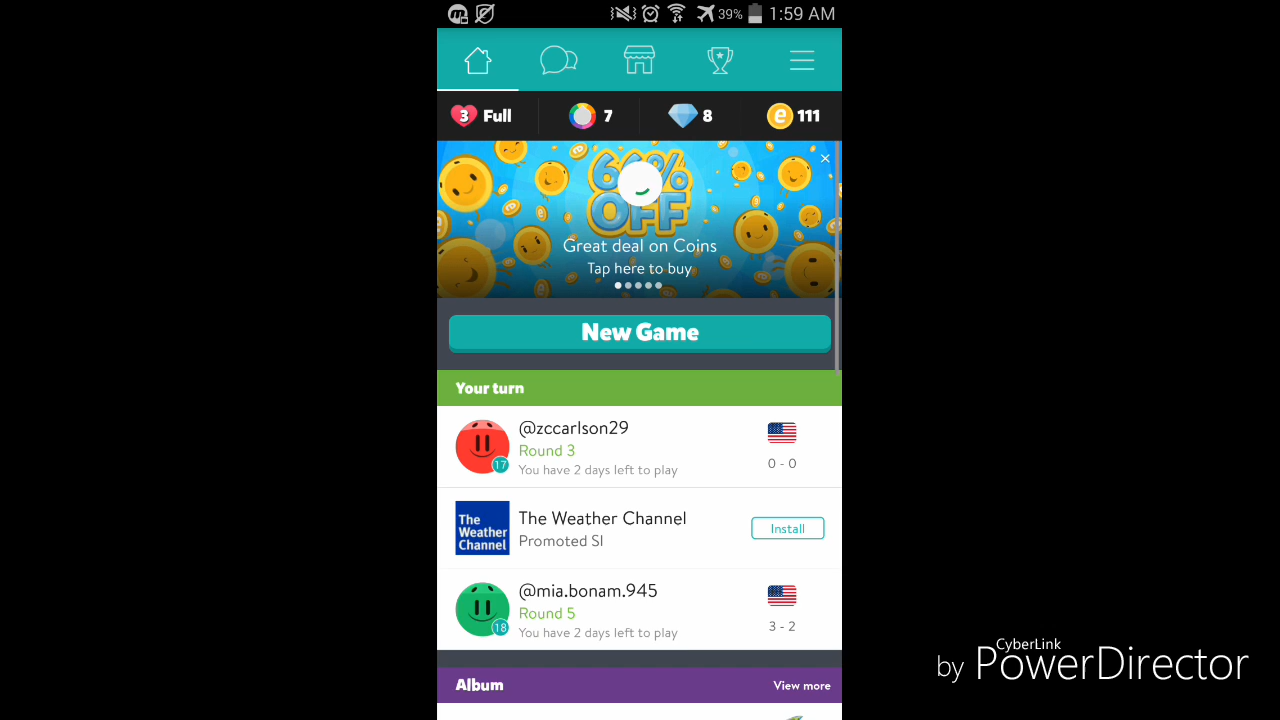 39% 1:59 AM
3 Full 7 8 e 111
66%
OFF
Great deal on Coins
Tap here to buy
New Game
Your turn
@zccarlson29
Round 3
17
You have 2 days left to play
0 - 0
The
Weather
Channel
The Weather Channel
Promoted SI
Install
@mia.bonam.945
Round 5
18
You have 2 days left to play
3 - 2
Album View more
CyberLink
by PowerDirector